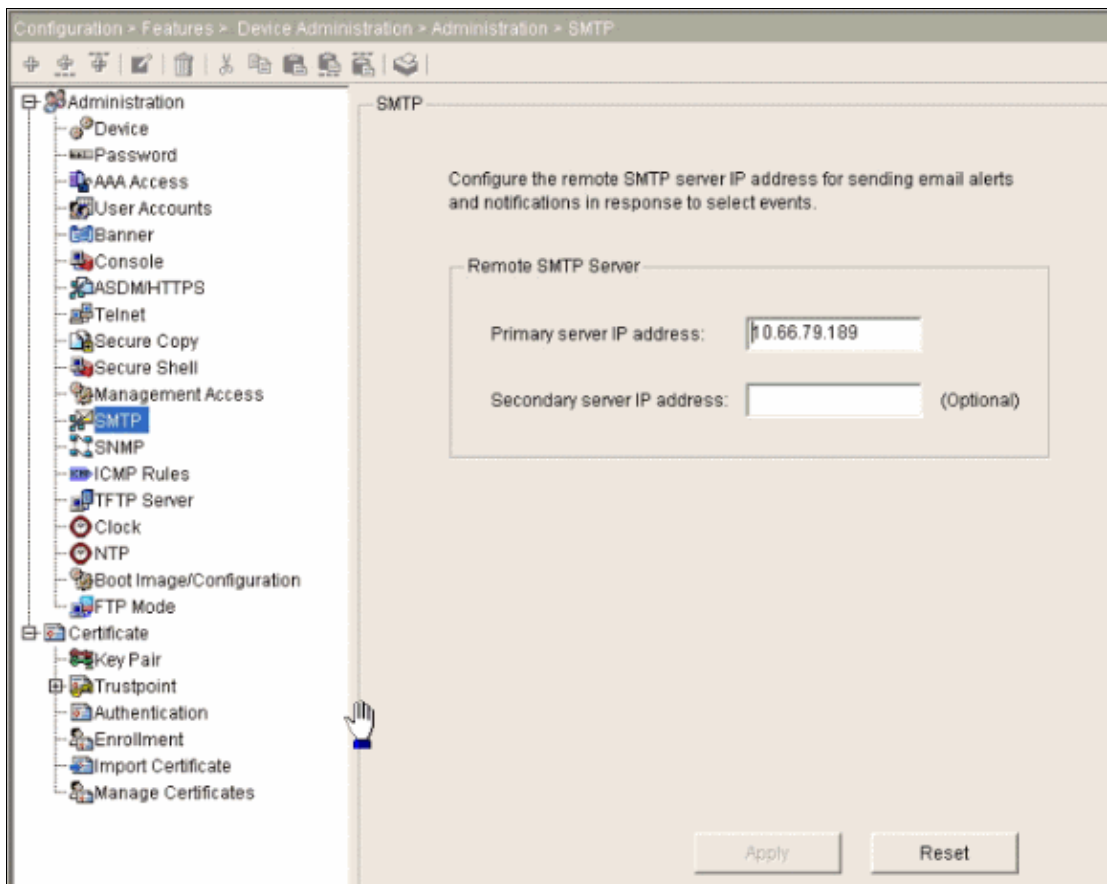 Configuration > Features > Device Administration > Administration > SMTP
Administration
Device
Password
AAA Access
User Accounts
Banner
Console
ASDM/HTTPS
Telnet
Secure Copy
Secure Shell
Management Access
SMTP
SNMP
ICMP Rules
TFTP Server
Clock
NTP
Boot Image/Configuration
FTP Mode
Certificate
Key Pair
Trustpoint
Authentication
Enrollment
Import Certificate
Manage Certificates
SMTP
Configure the remote SMTP server IP address for sending email alerts
and notifications in response to select events.
Remote SMTP Server
Primary server IP address: 10.66.79.189
Secondary server IP address: (Optional)
Apply Reset